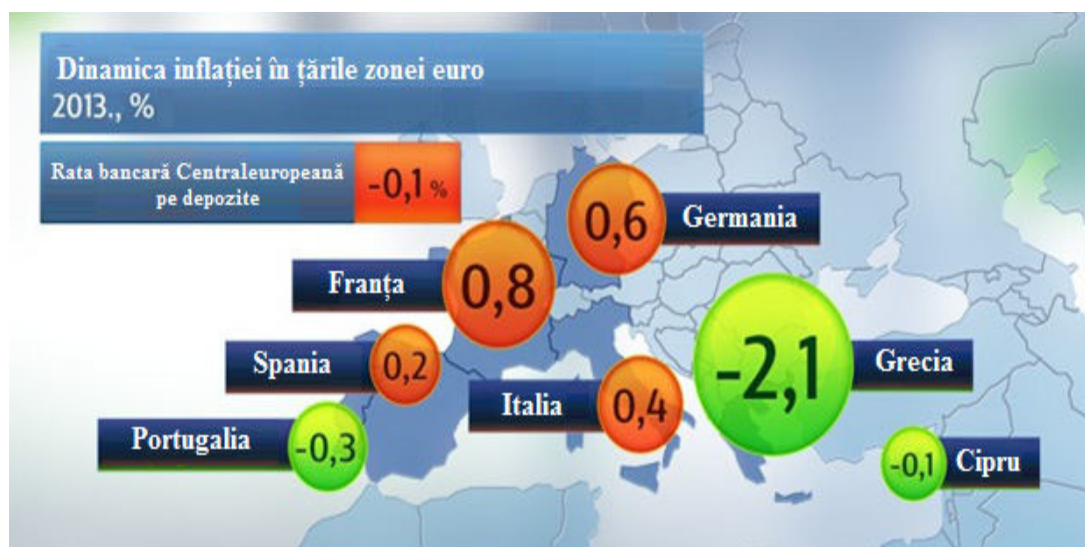 Dinamica inflației în țările zonei euro
2013., %
Rata bancară Centraleuropeană
pe depozite
-0,1 %
0,6
Germania
Franța
0,8
Spania
0,2
-2,1
Grecia
Italia
0,4
Portugalia
-0,3
-0,1
Cipru